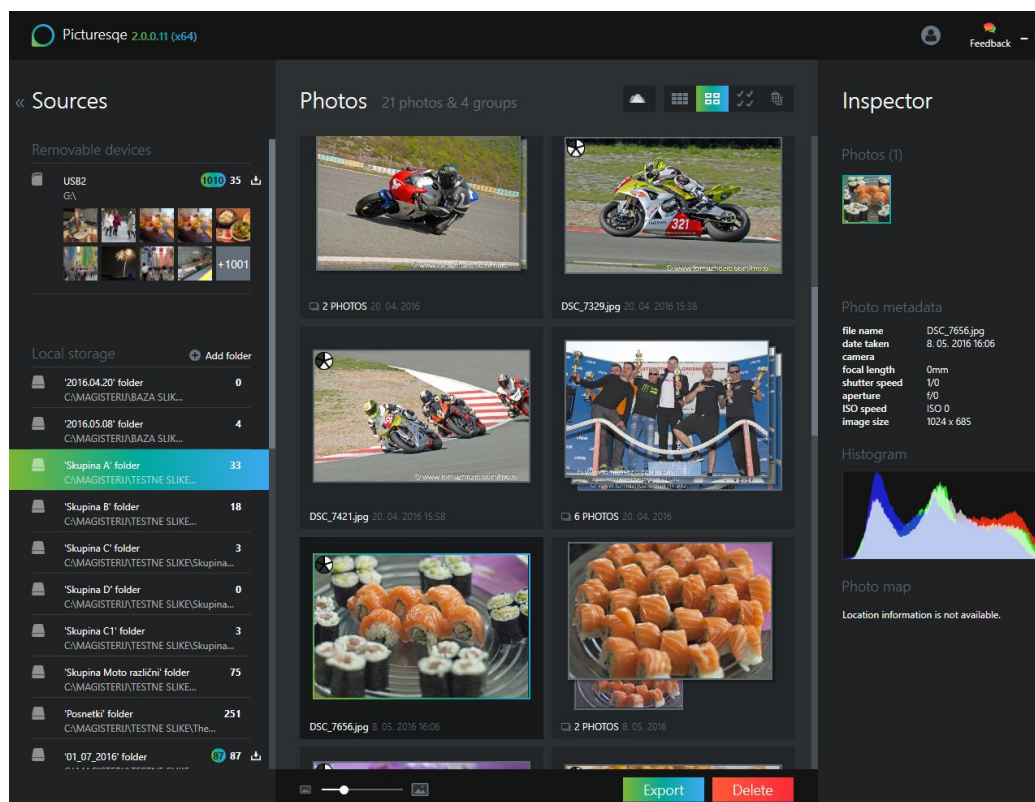 Picturesqe 2.0.0.11 (x64)
Feedback
« Sources
Removable devices
USB2
1010 35
G:\
+1001
Local storage
Add folder
'2016.04.20' folder 0
C:\MAGISTERIJ\BAZA SLIK...
'2016.05.08' folder 4
C:\MAGISTERIJ\BAZA SLIK...
'Skupina A' folder 33
C:\MAGISTERIJ\TESTNE SLIKE...
'Skupina B' folder 18
C:\MAGISTERIJ\TESTNE SLIKE...
'Skupina C' folder 3
C:\MAGISTERIJ\TESTNE SLIKE\Skupina...
'Skupina D' folder 0
C:\MAGISTERIJ\TESTNE SLIKE\Skupina...
'Skupina C1' folder 3
C:\MAGISTERIJ\TESTNE SLIKE\Skupina...
'Skupina Moto različni' folder 75
C:\MAGISTERIJ\TESTNE SLIKE...
'Posnetki' folder 251
C:\MAGISTERIJ\TESTNE SLIKE\The...
'01_07_2016' folder 87 87
Photos 21 photos & 4 groups
2 PHOTOS 20. 04. 2016
321
© www.tomazhozic.com/moto
DSC_7329.jpg 20. 04. 2016 15:38
DSC_7421.jpg 20. 04. 2016 15:58
6 PHOTOS 20. 04. 2016
DSC_7656.jpg 8. 05. 2016 16:06
2 PHOTOS 8. 05. 2016
Export
Delete
Inspector
Photos (1)
Photo metadata
file name DSC_7656.jpg
date taken 8. 05. 2016 16:06
camera
focal length 0mm
shutter speed 1/0
aperture f/0
ISO speed ISO 0
image size 1024 x 685
Histogram
Photo map
Location information is not available.